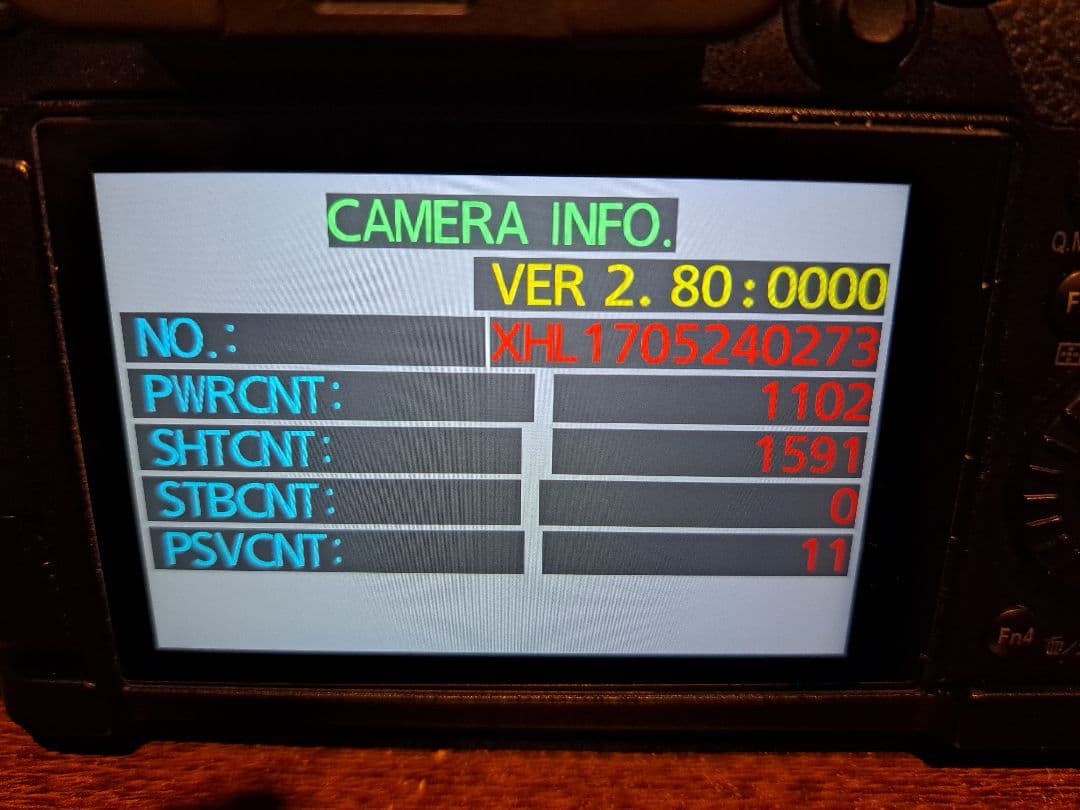 CAMERA INFO.
VER 2. 80:0000
NO.: XHL1705240273
PWRCNT: 1102
SHTCNT: 1591
STBCNT: 0
PSVCNT: 11
Fn4